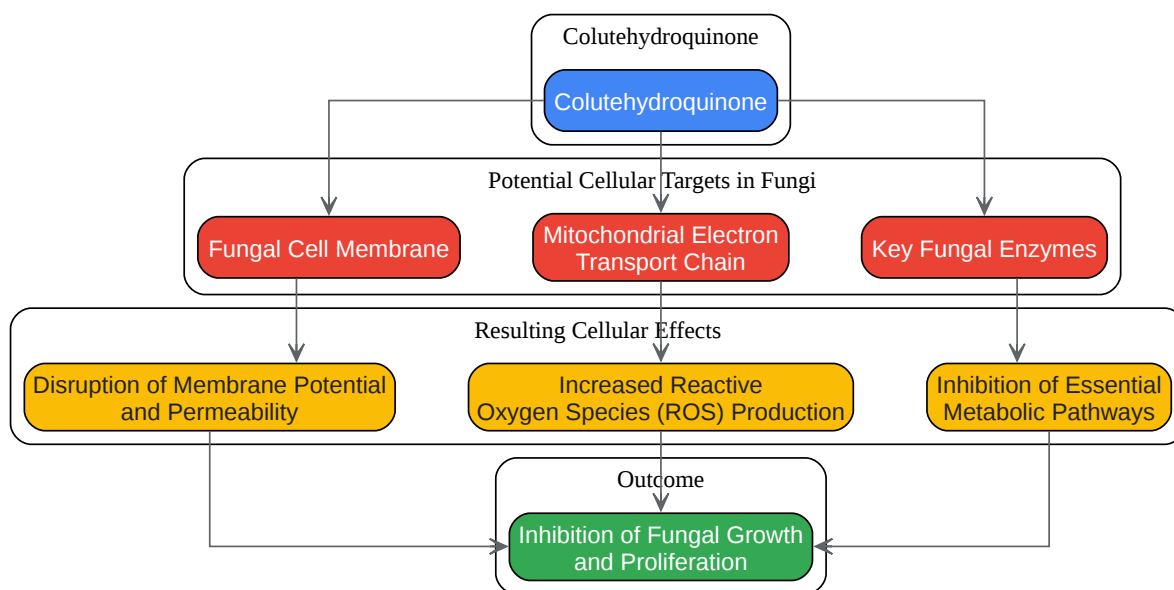 Colutehydroquinone
Colutehydroquinone
Potential Cellular Targets in Fungi
Fungal Cell Membrane
Mitochondrial Electron
Transport Chain
Key Fungal Enzymes
Resulting Cellular Effects
Disruption of Membrane Potential
and Permeability
Increased Reactive
Oxygen Species (ROS) Production
Inhibition of Essential
Metabolic Pathways
Outcome
Inhibition of Fungal Growth
and Proliferation